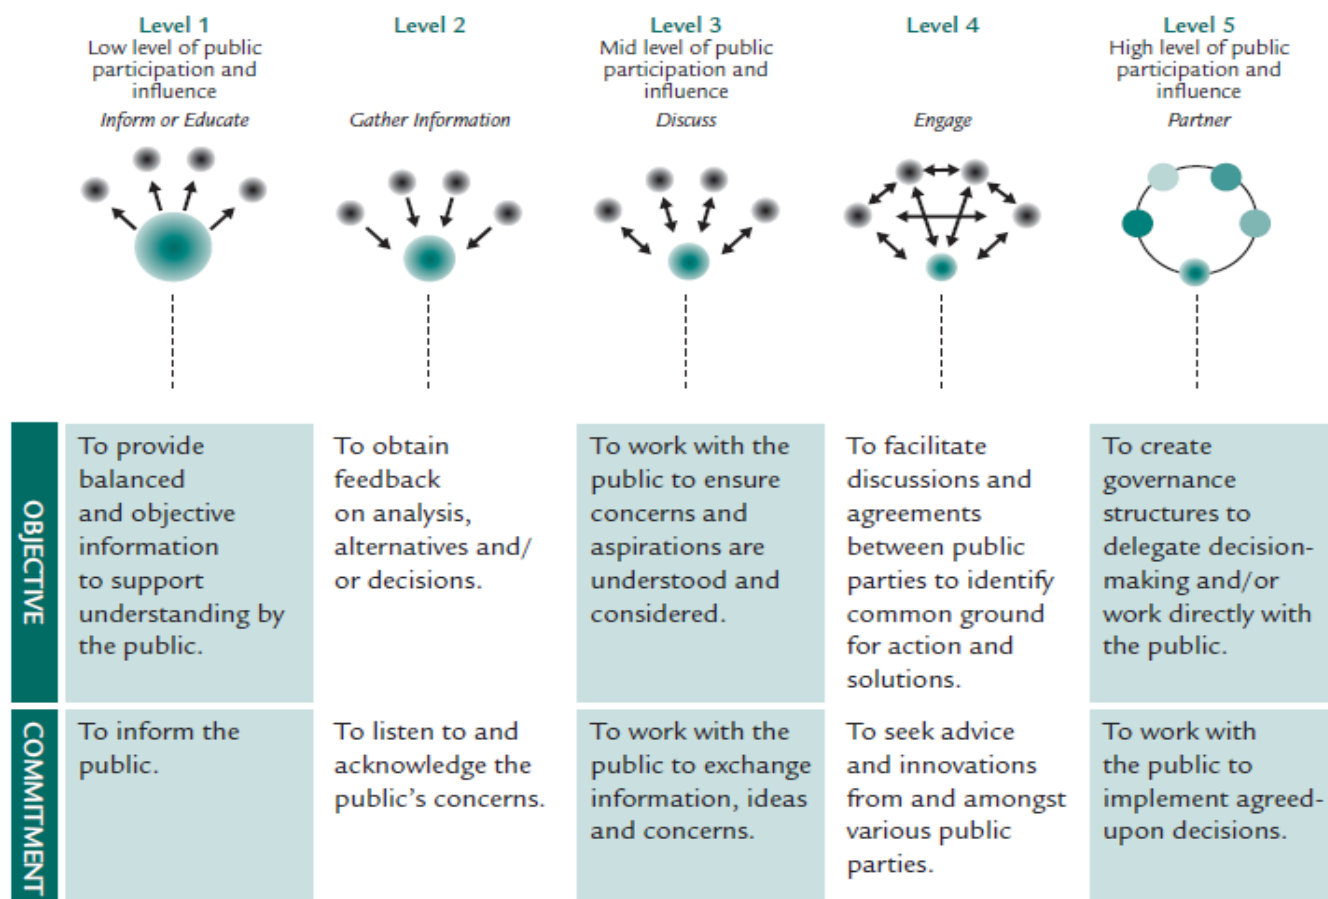 Level 1
Low level of public
participation and
influence
Inform or Educate
Level 2
Gather Information
Level 3
Mid level of public
participation and
influence
Discuss
Level 4
Engage
Level 5
High level of public
participation and
influence
Partner
OBJECTIVE
To provide
balanced
and objective
information
to support
understanding by
the public.
To obtain
feedback
on analysis,
alternatives and/
or decisions.
To work with the
public to ensure
concerns and
aspirations are
understood and
considered.
To facilitate
discussions and
agreements
between public
parties to identify
common ground
for action and
solutions.
To create
governance
structures to
delegate decision-
making and/or
work directly with
the public.
COMMITMENT
To inform the
public.
To listen to and
acknowledge the
public's concerns.
To work with the
public to exchange
information, ideas
and concerns.
To seek advice
and innovations
from and amongst
various public
parties.
To work with
the public to
implement agreed-
upon decisions.